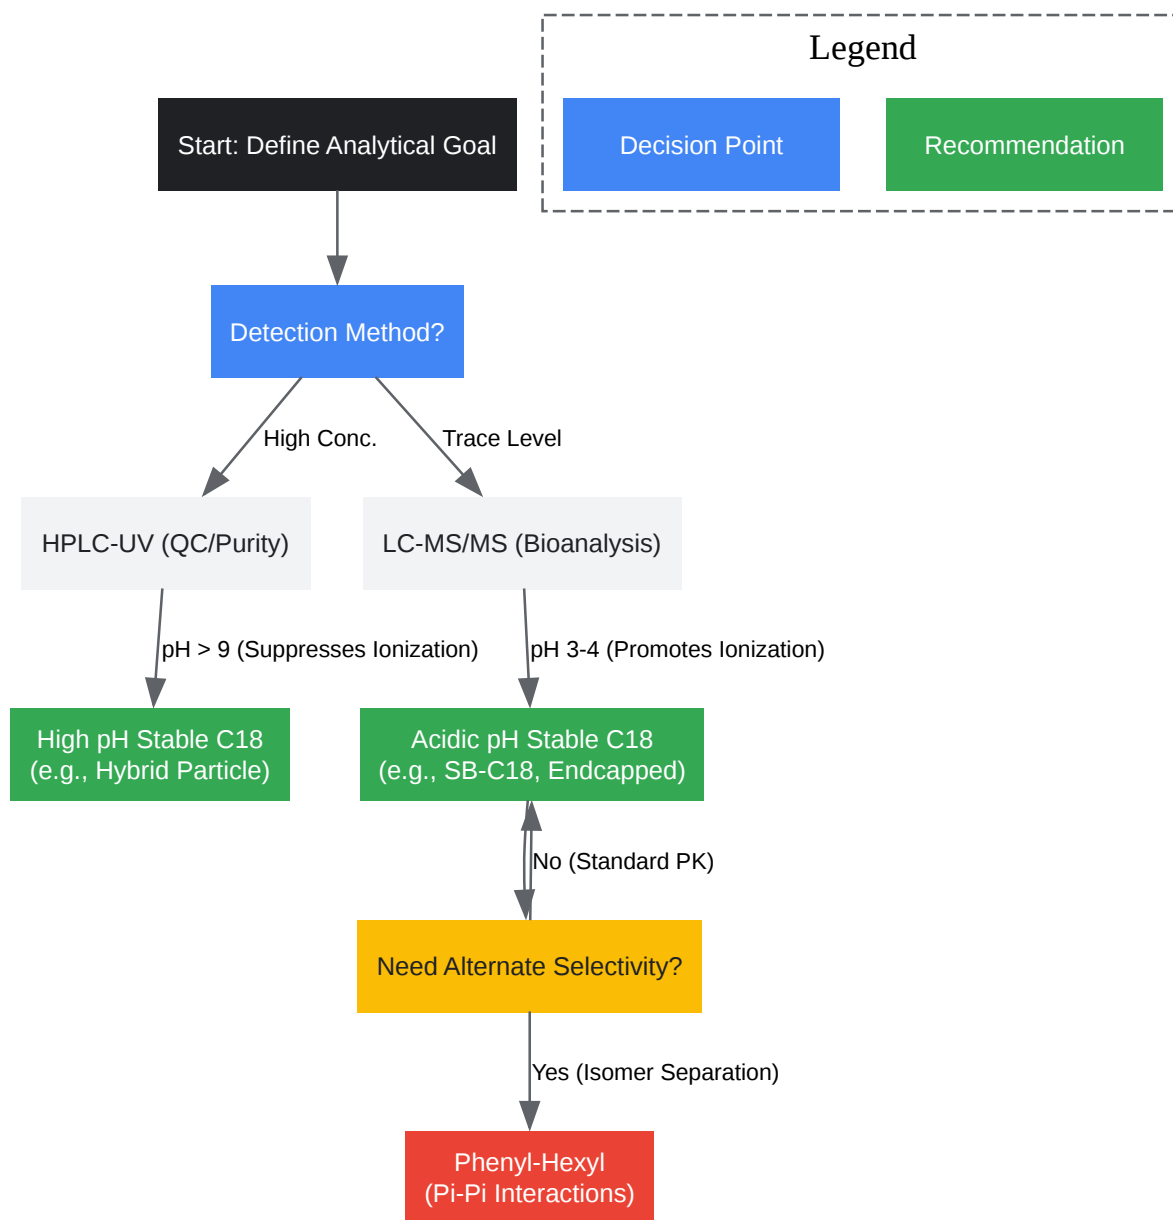 Legend
Start: Define Analytical Goal
Decision Point
Recommendation
Detection Method?
High Conc.
Trace Level
HPLC-UV (QC/Purity)
LC-MS/MS (Bioanalysis)
pH > 9 (Suppresses Ionization)
pH 3-4 (Promotes Ionization)
High pH Stable C18
(e.g., Hybrid Particle)
Acidic pH Stable C18
(e.g., SB-C18, Endcapped)
No (Standard PK)
Need Alternate Selectivity?
Yes (Isomer Separation)
Phenyl-Hexyl
(Pi-Pi Interactions)